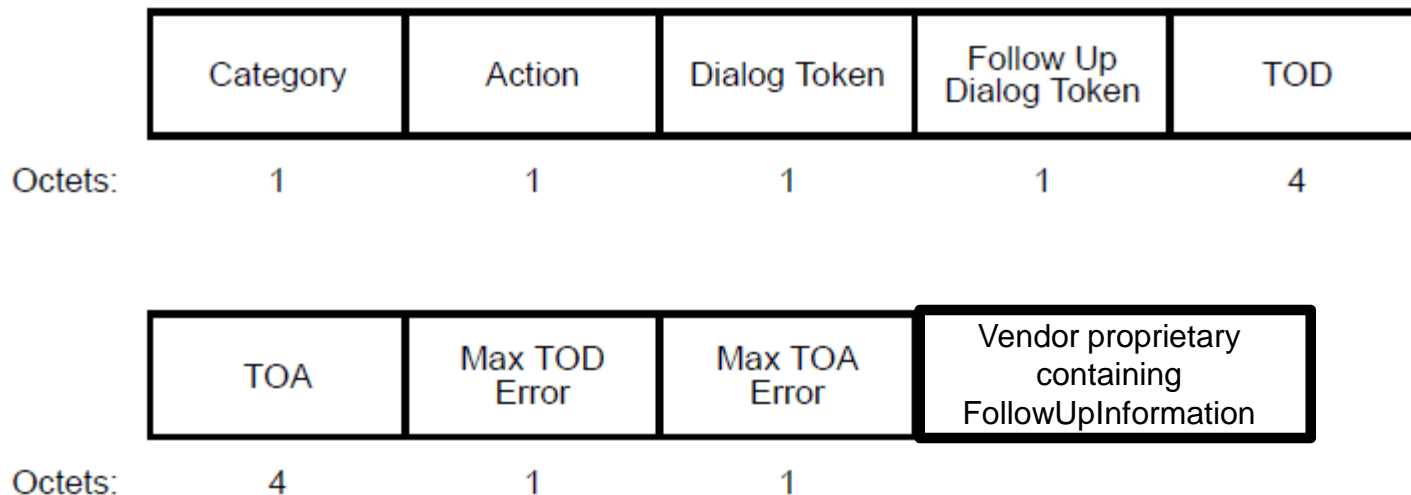 Category Action Dialog Token Follow Up Dialog Token TOD
Octets: 1 1 1 1 4
TOA Max TOD Error Max TOA Error Vendor proprietary containing FollowUpInformation
Octets: 4 1 1